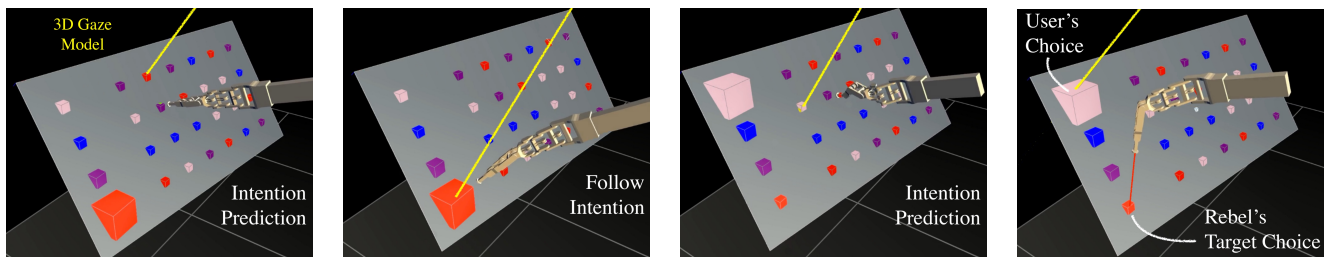 3D Gaze
Model
Intention
Prediction
Follow
Intention
Intention
Prediction
User's
Choice
Rebel's
Target Choice